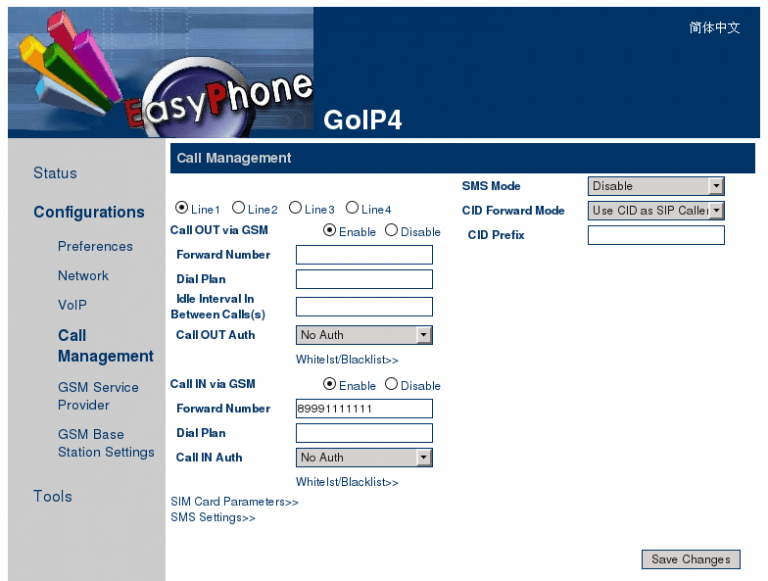 简体中文
EasyPhone
GoIP4
Status
Configurations
Preferences
Network
VoIP
Call
Management
GSM Service
Provider
GSM Base
Station Settings
Tools
Call Management
Line1 Line2 Line3 Line4
Call OUT via GSM Enable Disable
Forward Number
Dial Plan
Idle Interval In
Between Calls(s)
Call OUT Auth No Auth
Whitelst/Blacklist>>
Call IN via GSM Enable Disable
Forward Number 89991111111
Dial Plan
Call IN Auth No Auth
Whitelst/Blacklist>>
SIM Card Parameters>>
SMS Settings>>
SMS Mode Disable
CID Forward Mode Use CID as SIP Caller
CID Prefix
Save Changes